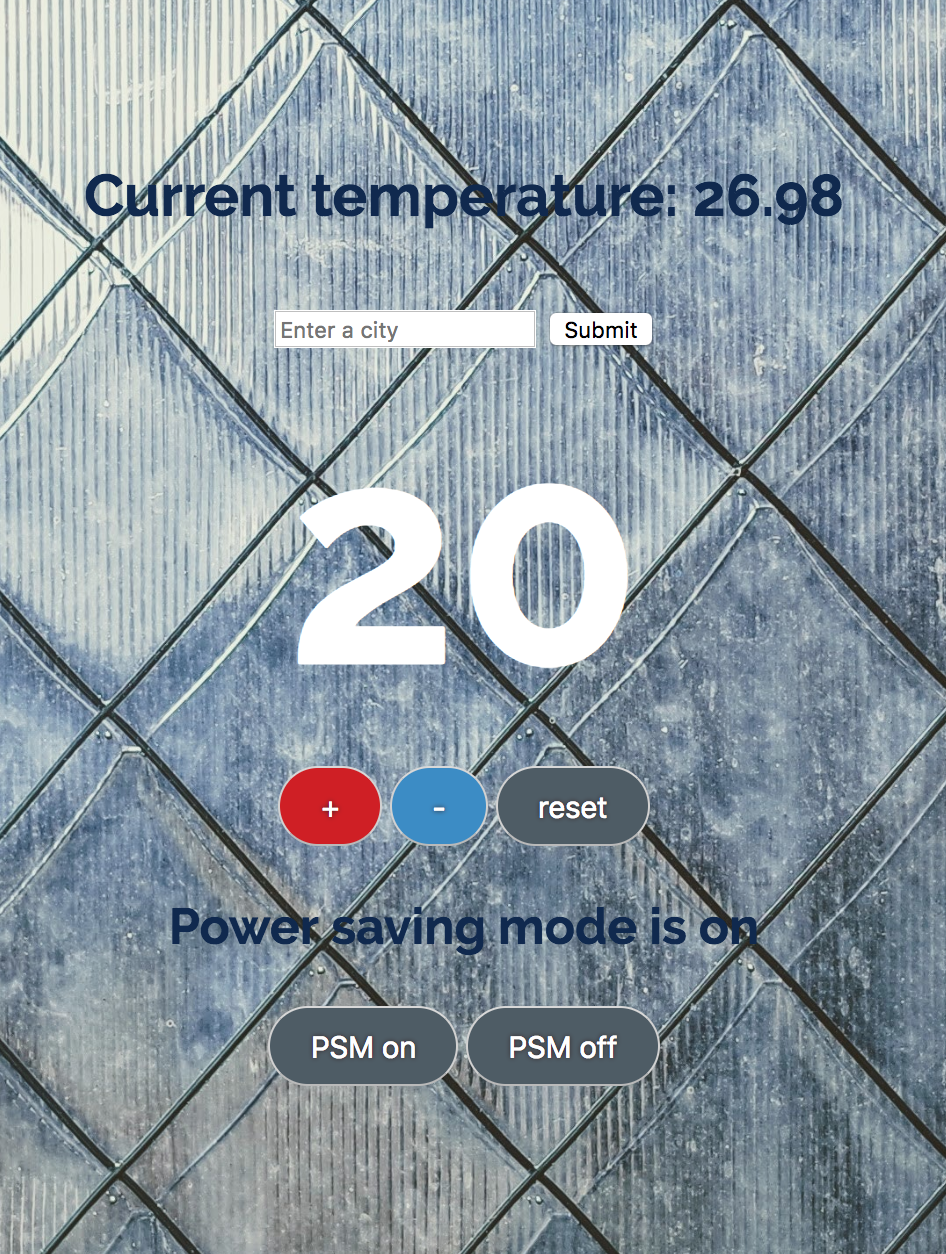 Current temperature: 26.98
Enter a city Submit
20
+ - reset
Power saving mode is on
PSM on PSM off